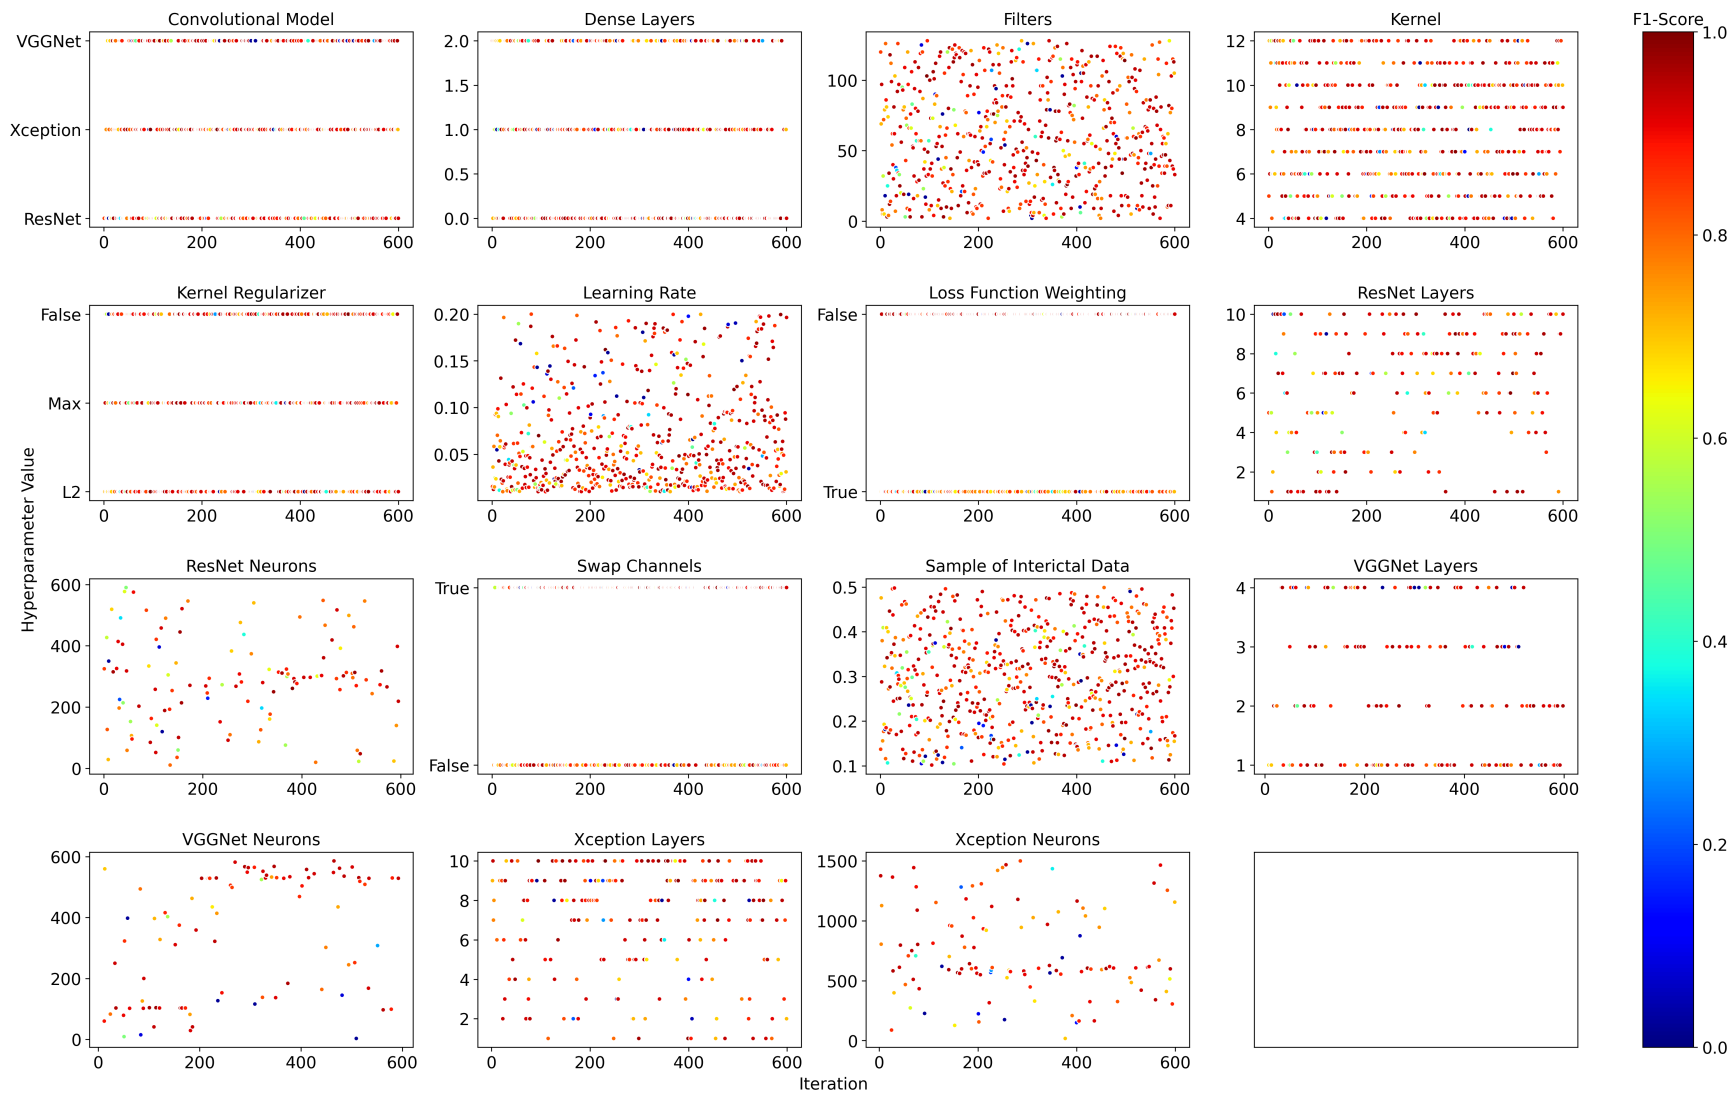 Convolutional Model
Dense Layers
Filters
Kernel
F1-Score
VGGNet
Xception
ResNet
0 200 400 600
2.0
1.5
1.0
0.5
0.0
0 200 400 600
100
50
0
0 200 400 600
12
10
8
6
4
0 200 400 600
Kernel Regularizer
Learning Rate
Loss Function Weighting
ResNet Layers
False
Max
L2
0 200 400 600
0.20
0.15
0.10
0.05
0 200 400 600
False
True
0 200 400 600
10
8
6
4
2
0 200 400 600
Hyperparameter Value
ResNet Neurons
Swap Channels
Sample of Interictal Data
VGGNet Layers
600
400
200
0
0 200 400 600
True
False
0 200 400 600
0.5
0.4
0.3
0.2
0.1
0 200 400 600
4
3
2
1
0 200 400 600
VGGNet Neurons
Xception Layers
Xception Neurons
600
400
200
0
0 200 400 600
10
8
6
4
2
0 200 400 600
1500
1000
500
0
0 200 400 600
Iteration
1.0
0.8
0.6
0.4
0.2
0.0